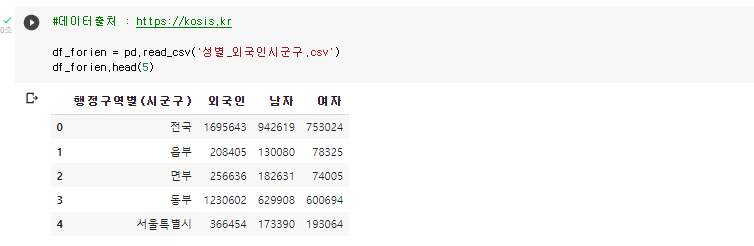 #데이터출처 : https://kosis.kr
0초
df_forien = pd.read_csv('성별_외국인시군구.csv')
df_forien.head(5)
행정구역별(시군구) 외국인 남자 여자
0 전국 1695643 942619 753024
1 읍부 208405 130080 78325
2 면부 256636 182631 74005
3 동부 1230602 629908 600694
4 서울특별시 366454 173390 193064